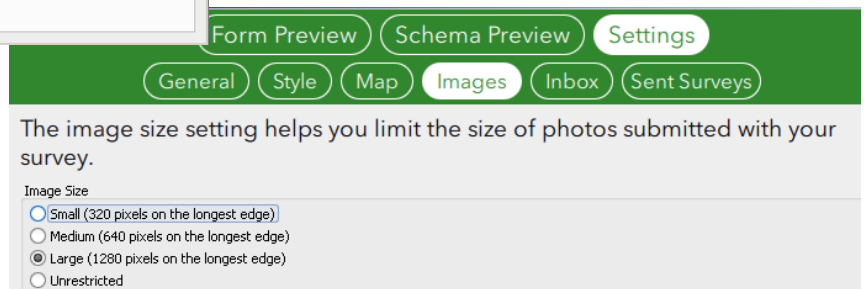 Form Preview Schema Preview Settings
General Style Map Images Inbox Sent Surveys
The image size setting helps you limit the size of photos submitted with your
survey.
Image Size
Small (320 pixels on the longest edge)
Medium (640 pixels on the longest edge)
Large (1280 pixels on the longest edge)
Unrestricted